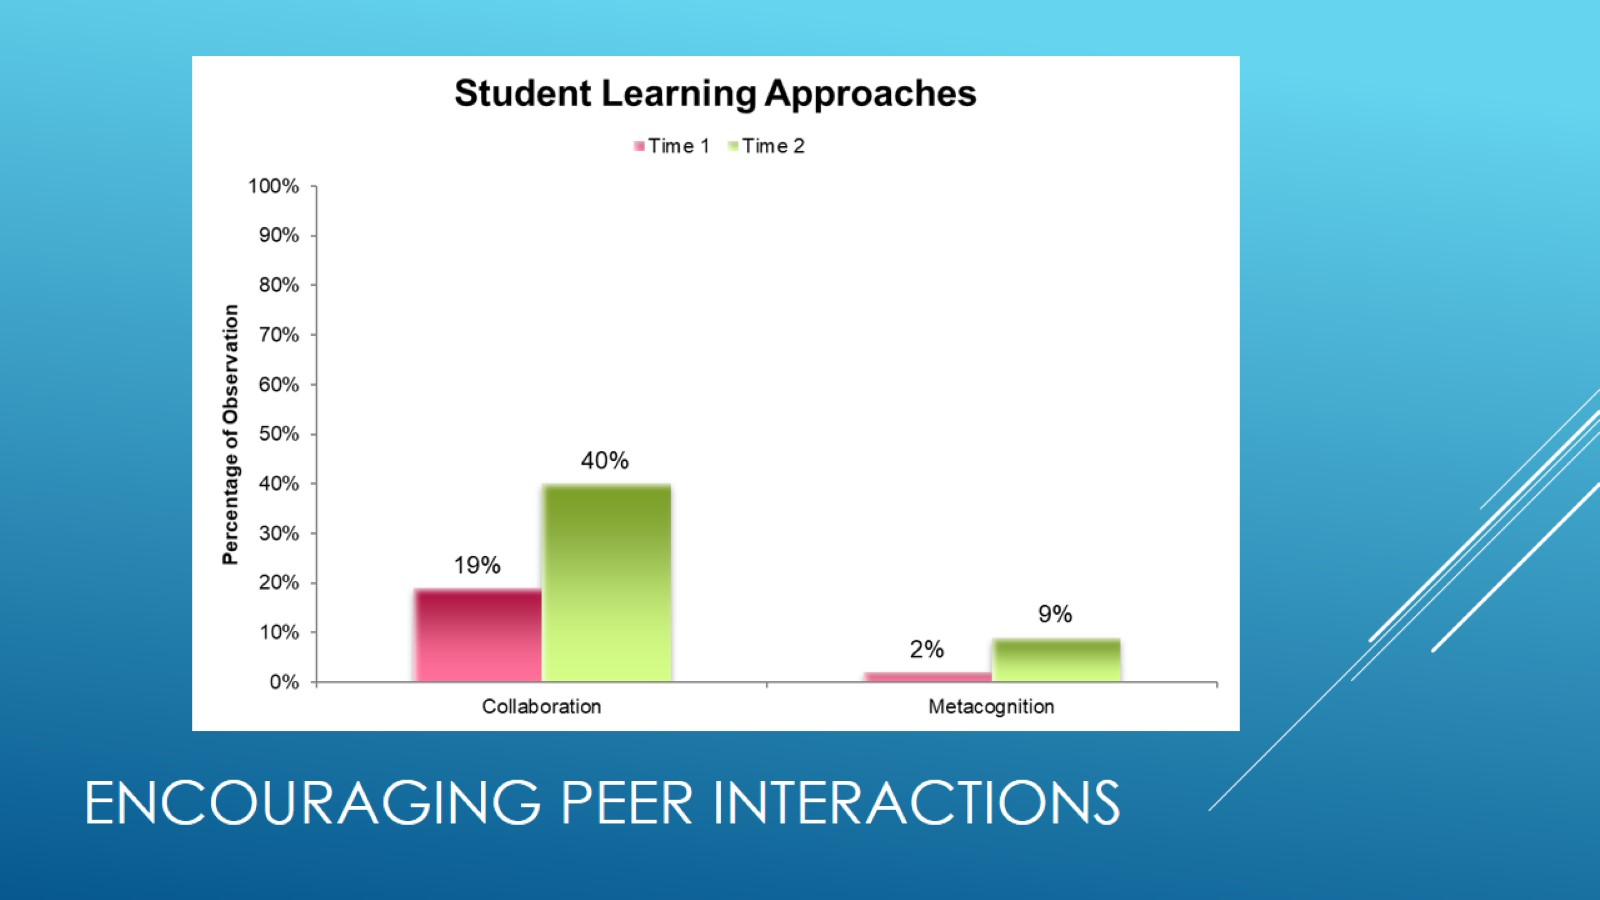 Student Learning Approaches
Time 1 Time 2
100%
90%
80%
70%
60%
50%
40%
30%
20%
10%
0%
Percentage of Observation
19%
40%
2%
9%
Collaboration
Metacognition
ENCOURAGING PEER INTERACTIONS